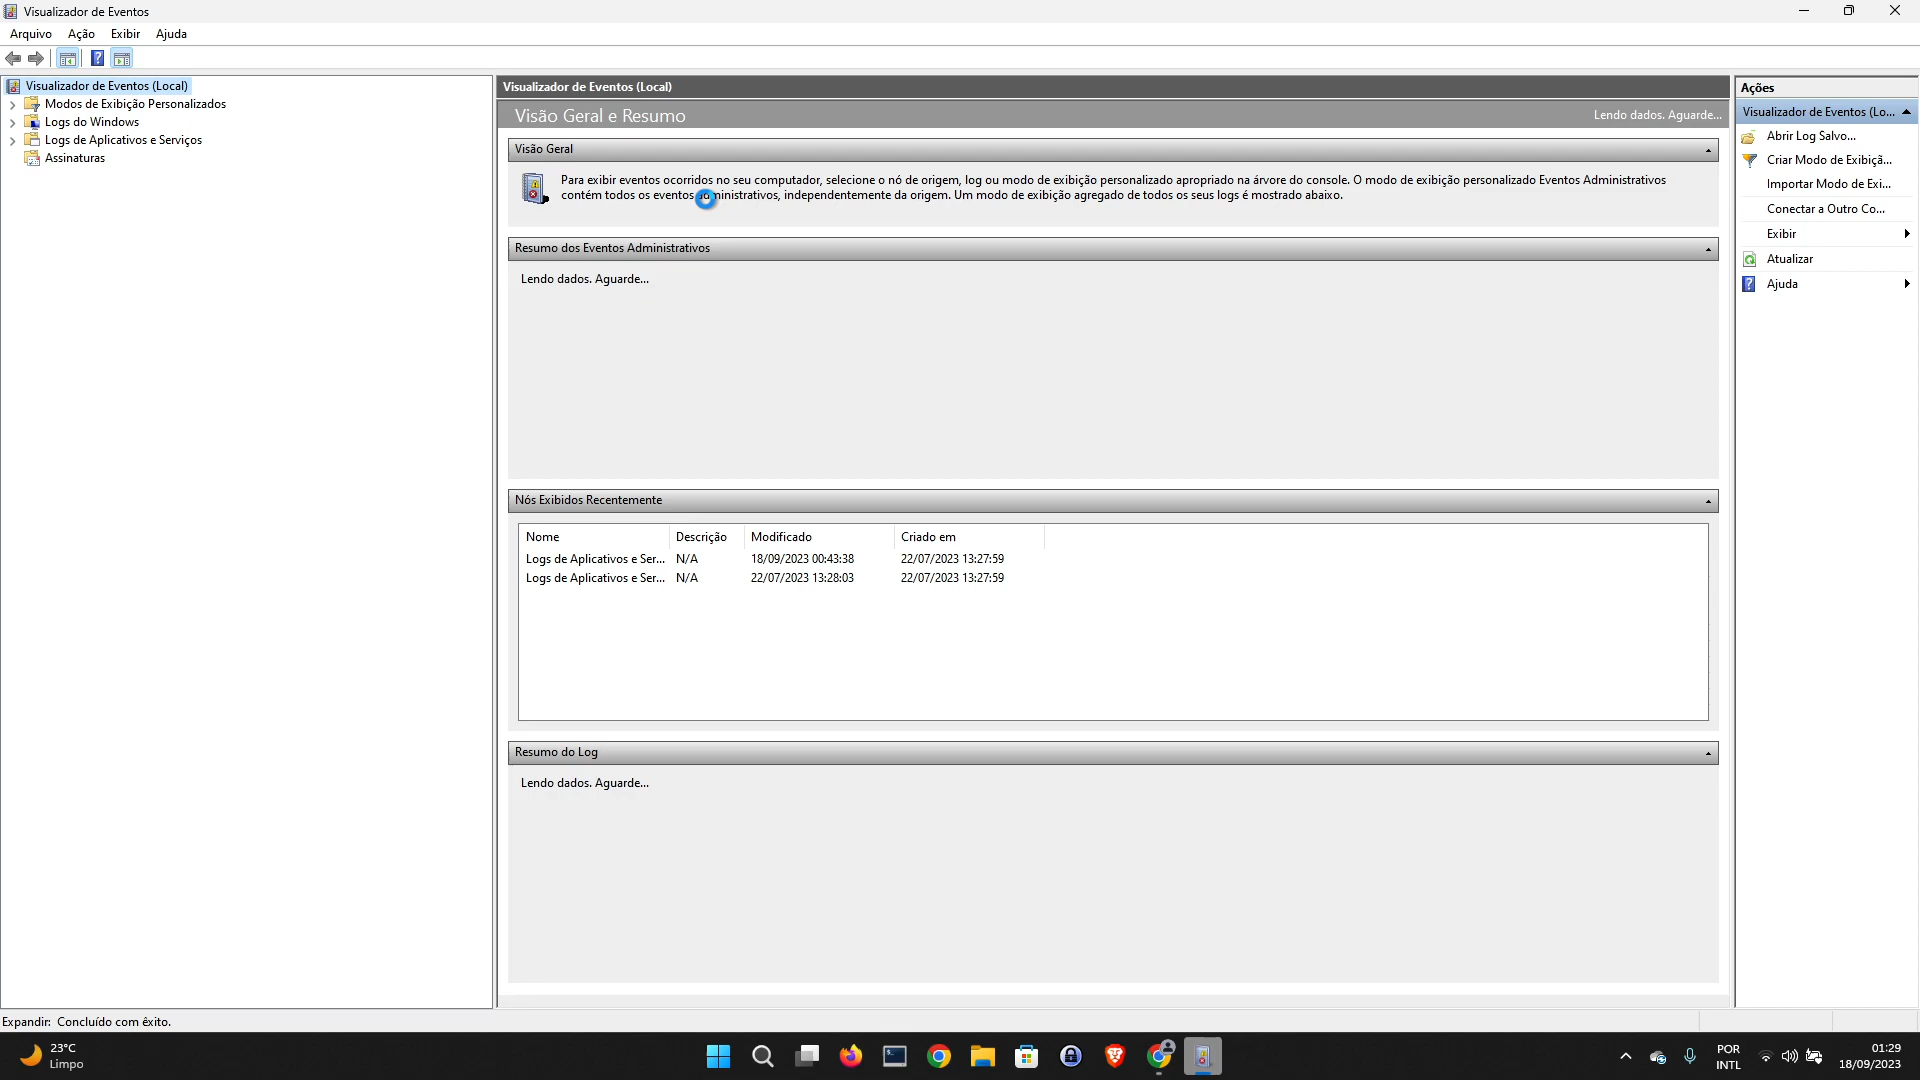 Visualizador de Eventos
Arquivo Ação Exibir Ajuda
Visualizador de Eventos (Local)
Modos de Exibição Personalizados
Logs do Windows
Logs de Aplicativos e Serviços
Assinaturas
Visualizador de Eventos (Local)
Visão Geral e Resumo Lendo dados. Aguarde...
Visão Geral
Para exibir eventos ocorridos no seu computador, selecione o nó de origem, log ou modo de exibição personalizado apropriado na árvore do console. O modo de exibição personalizado Eventos Administrativos
contém todos os eventos administrativos, independentemente da origem. Um modo de exibição agregado de todos os seus logs é mostrado abaixo.
Resumo dos Eventos Administrativos
Lendo dados. Aguarde...
Nós Exibidos Recentemente
Nome Descrição Modificado Criado em
Logs de Aplicativos e Ser... N/A 18/09/2023 00:43:38 22/07/2023 13:27:59
Logs de Aplicativos e Ser... N/A 22/07/2023 13:28:03 22/07/2023 13:27:59
Resumo do Log
Lendo dados. Aguarde...
Ações
Visualizador de Eventos (Lo...
Abrir Log Salvo...
Criar Modo de Exibiçã...
Importar Modo de Exi...
Conectar a Outro Co...
Exibir
Atualizar
Ajuda
Expandir: Concluído com êxito.
23°C
Limpo
POR
INTL
01:29
18/09/2023